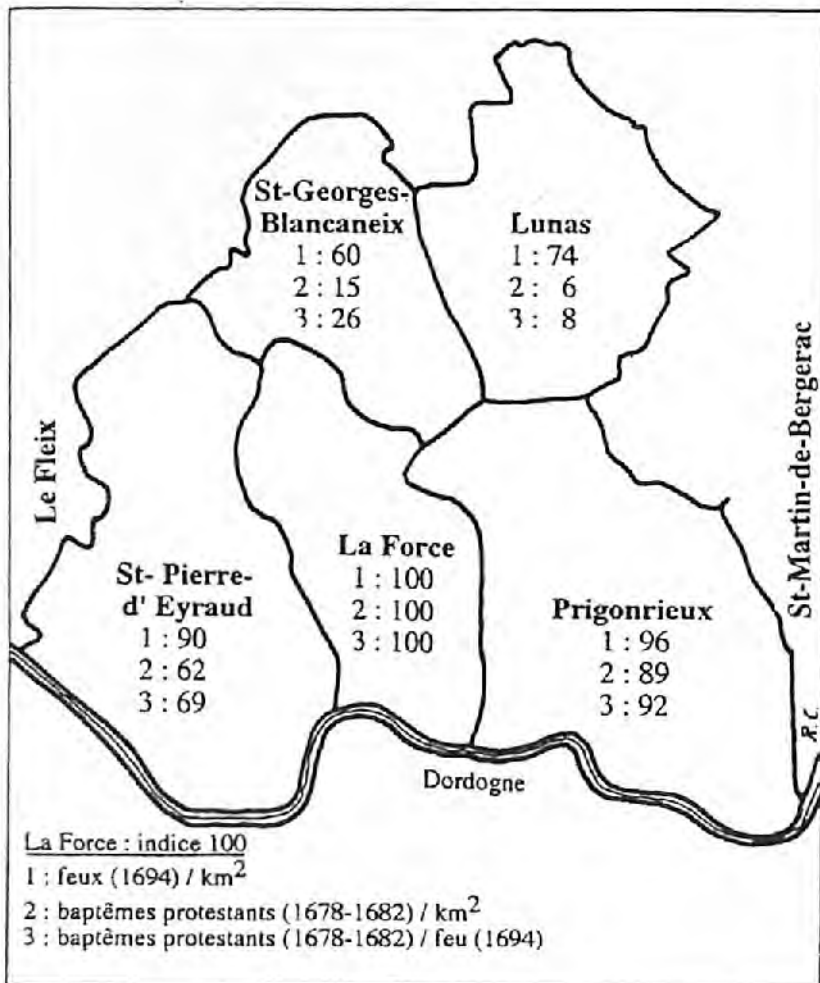 St-Georges-
Blancaneix
1 : 60
2 : 15
3 : 26
Lunas
1 : 74
2 : 6
3 : 8
Le Fleix
St-Martin-de-Bergerac
St- Pierre-
d' Eyraud
1 : 90
2 : 62
3 : 69
La Force
1 : 100
2 : 100
3 : 100
Prigonrieux
1 : 96
2 : 89
3 : 92
R.C.
Dordogne
La Force : indice 100
1 : feux (1694) / km²
2 : baptêmes protestants (1678-1682) / km²
3 : baptêmes protestants (1678-1682) / feu (1694)